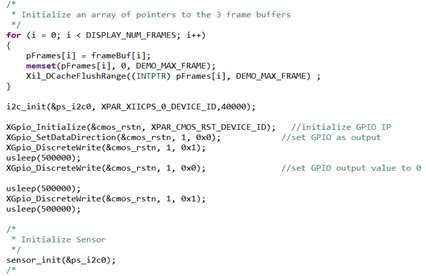 /*
 * Initialize an array of pointers to the 3 frame buffers
 */
for (i = 0; i < DISPLAY_NUM_FRAMES; i++)
{
    pFrames[i] = frameBuf[i];
    memset(pFrames[i], 0, DEMO_MAX_FRAME);
    Xil_DCacheFlushRange((INTPTR) pFrames[i], DEMO_MAX_FRAME) ;
}
i2c_init(&ps_i2c0, XPAR_XIICPS_0_DEVICE_ID,40000);
XGpio_Initialize(&cmos_rstn, XPAR_CMOS_RST_DEVICE_ID);   //initialize GPIO IP
XGpio_SetDataDirection(&cmos_rstn, 1, 0x0);            //set GPIO as output
XGpio_DiscreteWrite(&cmos_rstn, 1, 0x1);
usleep(500000);
XGpio_DiscreteWrite(&cmos_rstn, 1, 0x0);               //set GPIO output value to 0
usleep(500000);
XGpio_DiscreteWrite(&cmos_rstn, 1, 0x1);
usleep(500000);
/*
 * Initialize Sensor
 */
sensor_init(&ps_i2c0);
/*